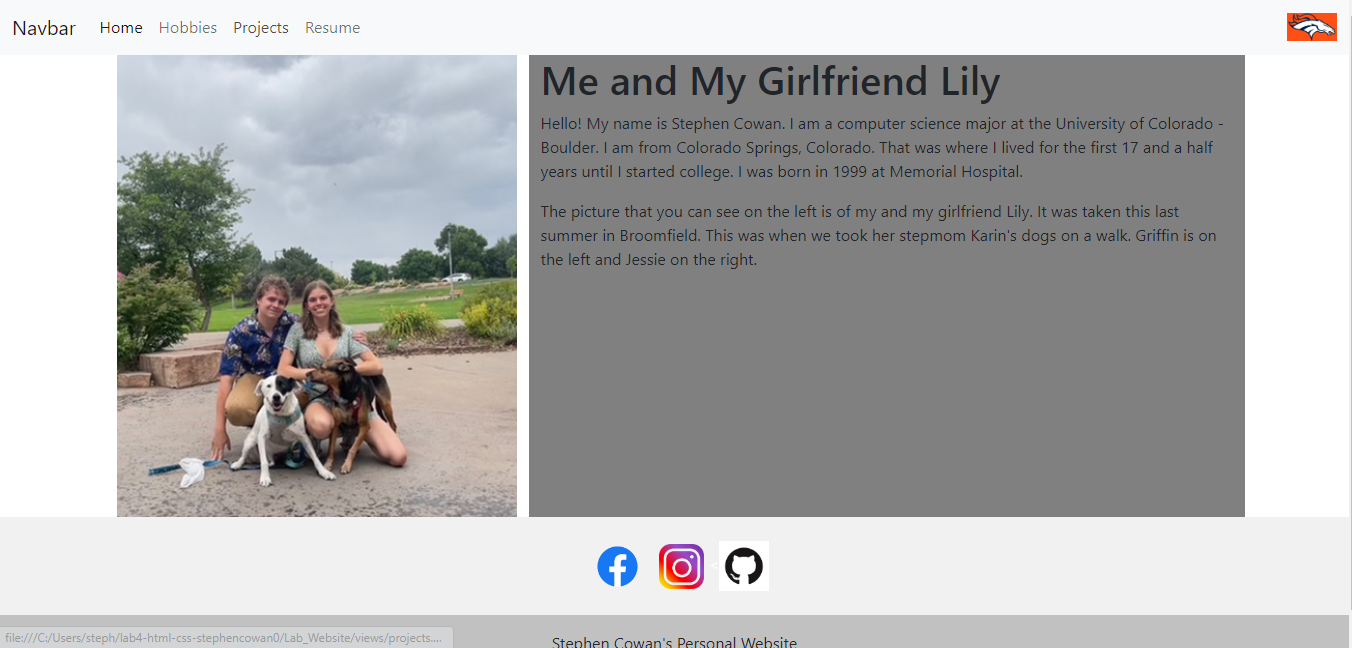 Navbar Home Hobbies Projects Resume
Me and My Girlfriend Lily
Hello! My name is Stephen Cowan. I am a computer science major at the University of Colorado -
Boulder. I am from Colorado Springs, Colorado. That was where I lived for the first 17 and a half
years until I started college. I was born in 1999 at Memorial Hospital.
The picture that you can see on the left is of my and my girlfriend Lily. It was taken this last
summer in Broomfield. This was when we took her stepmom Karin's dogs on a walk. Griffin is on
the left and Jessie on the right.
file:///C:/Users/steph/lab4-html-css-stephencowan0/Lab_Website/views/projects....
Stephen Cowan's Personal Website